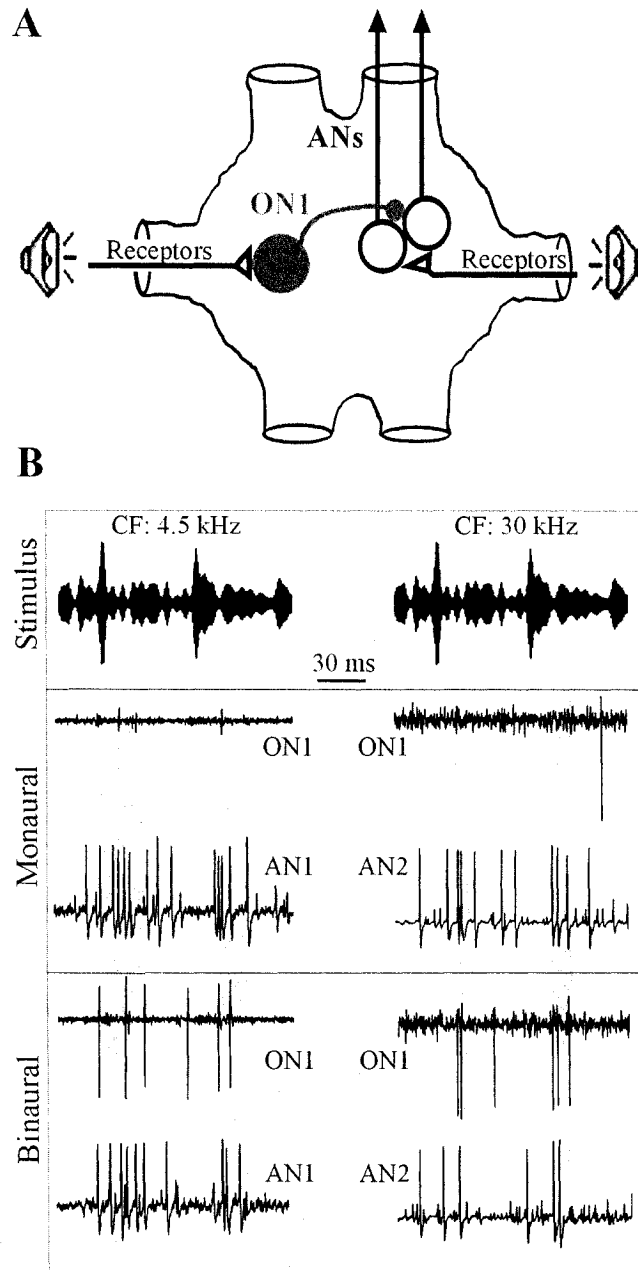 A
ANs
ON1
Receptors
Receptors
B
Stimulus
CF: 4.5 kHz
CF: 30 kHz
30 ms
Monaural
ON1
ON1
AN1
AN2
Binaural
ON1
ON1
AN1
AN2